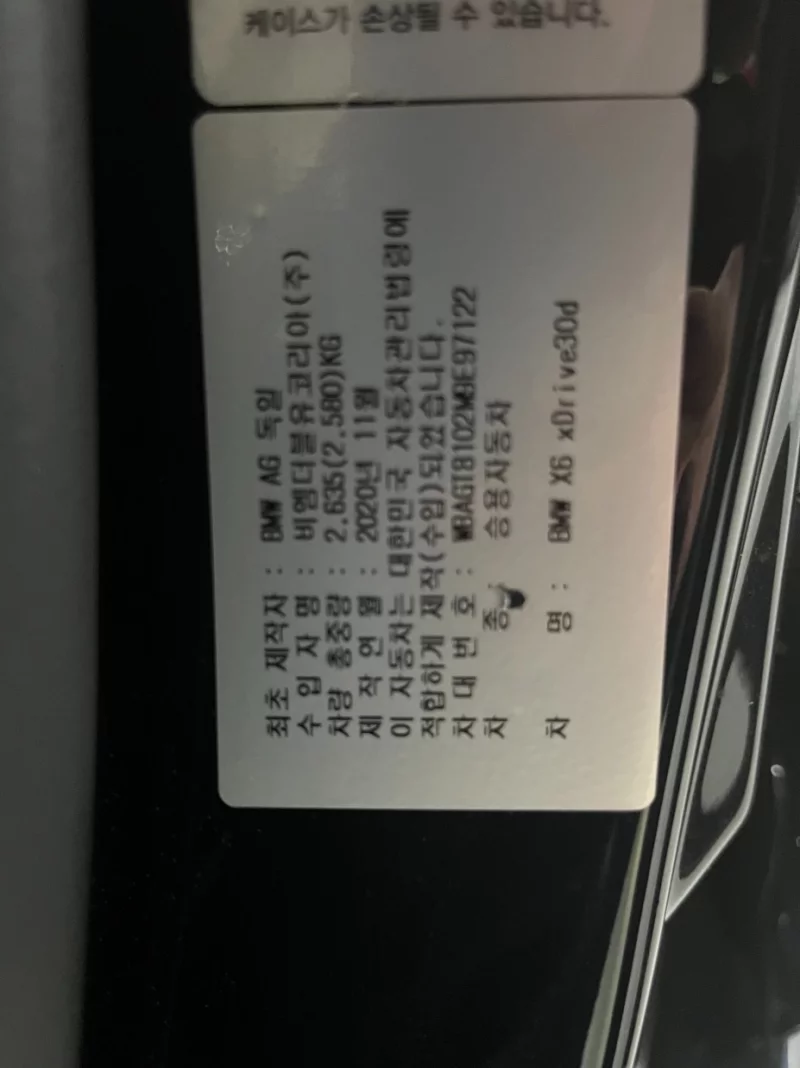 케이스가 손상될 수 있습니다.
최초 제작자 : BMW AG 독일
수 입 자 명 : 비엠더블유코리아(주)
차량 총중량 : 2.635(2.580)KG
제 작 연 월 : 2020년 11월
이 자동차는 대한민국 자동차관리법령에
적합하게 제작(수입)되었습니다.
차 대 번 호 : WBAGT8102M9E97122
차 종 : 승용자동차
차 명 : BMW X6 xDrive30d